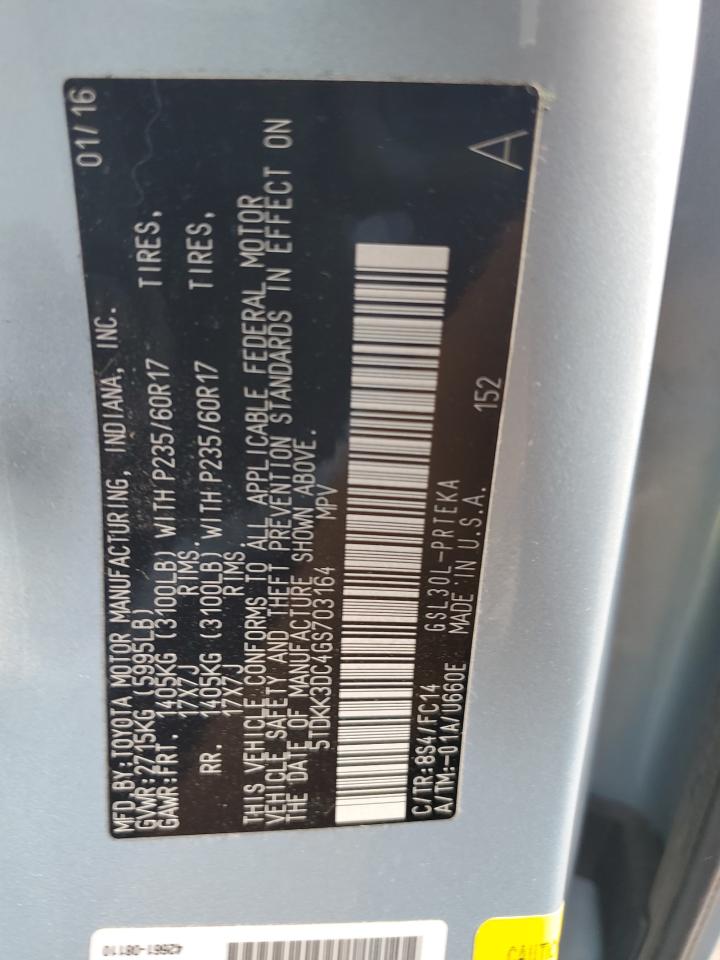 MFD.BY:TOYOTA MOTOR MANUFACTURING, INDIANA, INC. 01/16
GVWR:2715KG (5995LB)
GAWR:FRT. 1405KG (3100LB) WITH P235/60R17 TIRES,
17X7J RIMS.
RR. 1405KG (3100LB) WITH P235/60R17 TIRES,
17X7J RIMS.
THIS VEHICLE CONFORMS TO ALL APPLICABLE FEDERAL MOTOR
VEHICLE SAFETY AND THEFT PREVENTION STANDARDS IN EFFECT ON
THE DATE OF MANUFACTURE SHOWN ABOVE.
5TDKK3DC4GS703164 MPV
C/TR:8S4/FC14 GSL30L-PRTEKA 152
A/TM:-01A/U660E MADE IN U.S.A. A
42661-08110